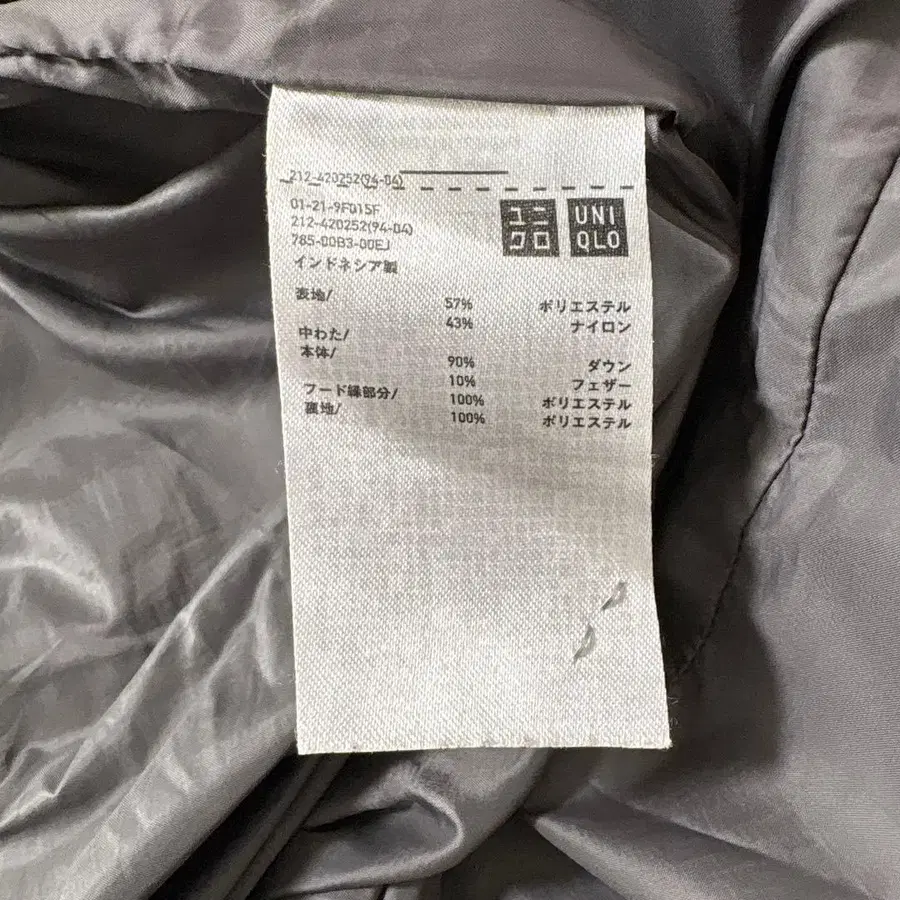 212-420252(94-04)
01-21-9F015F
212-420252(94-04)
785-00B3-00EJ
インドネシア製
ユニ
クロ
UNI
QLO
表地/ 57% ポリエステル
43% ナイロン
中わた/
本体/ 90% ダウン
10% フェザー
フード縁部分/ 100% ポリエステル
裏地/ 100% ポリエステル